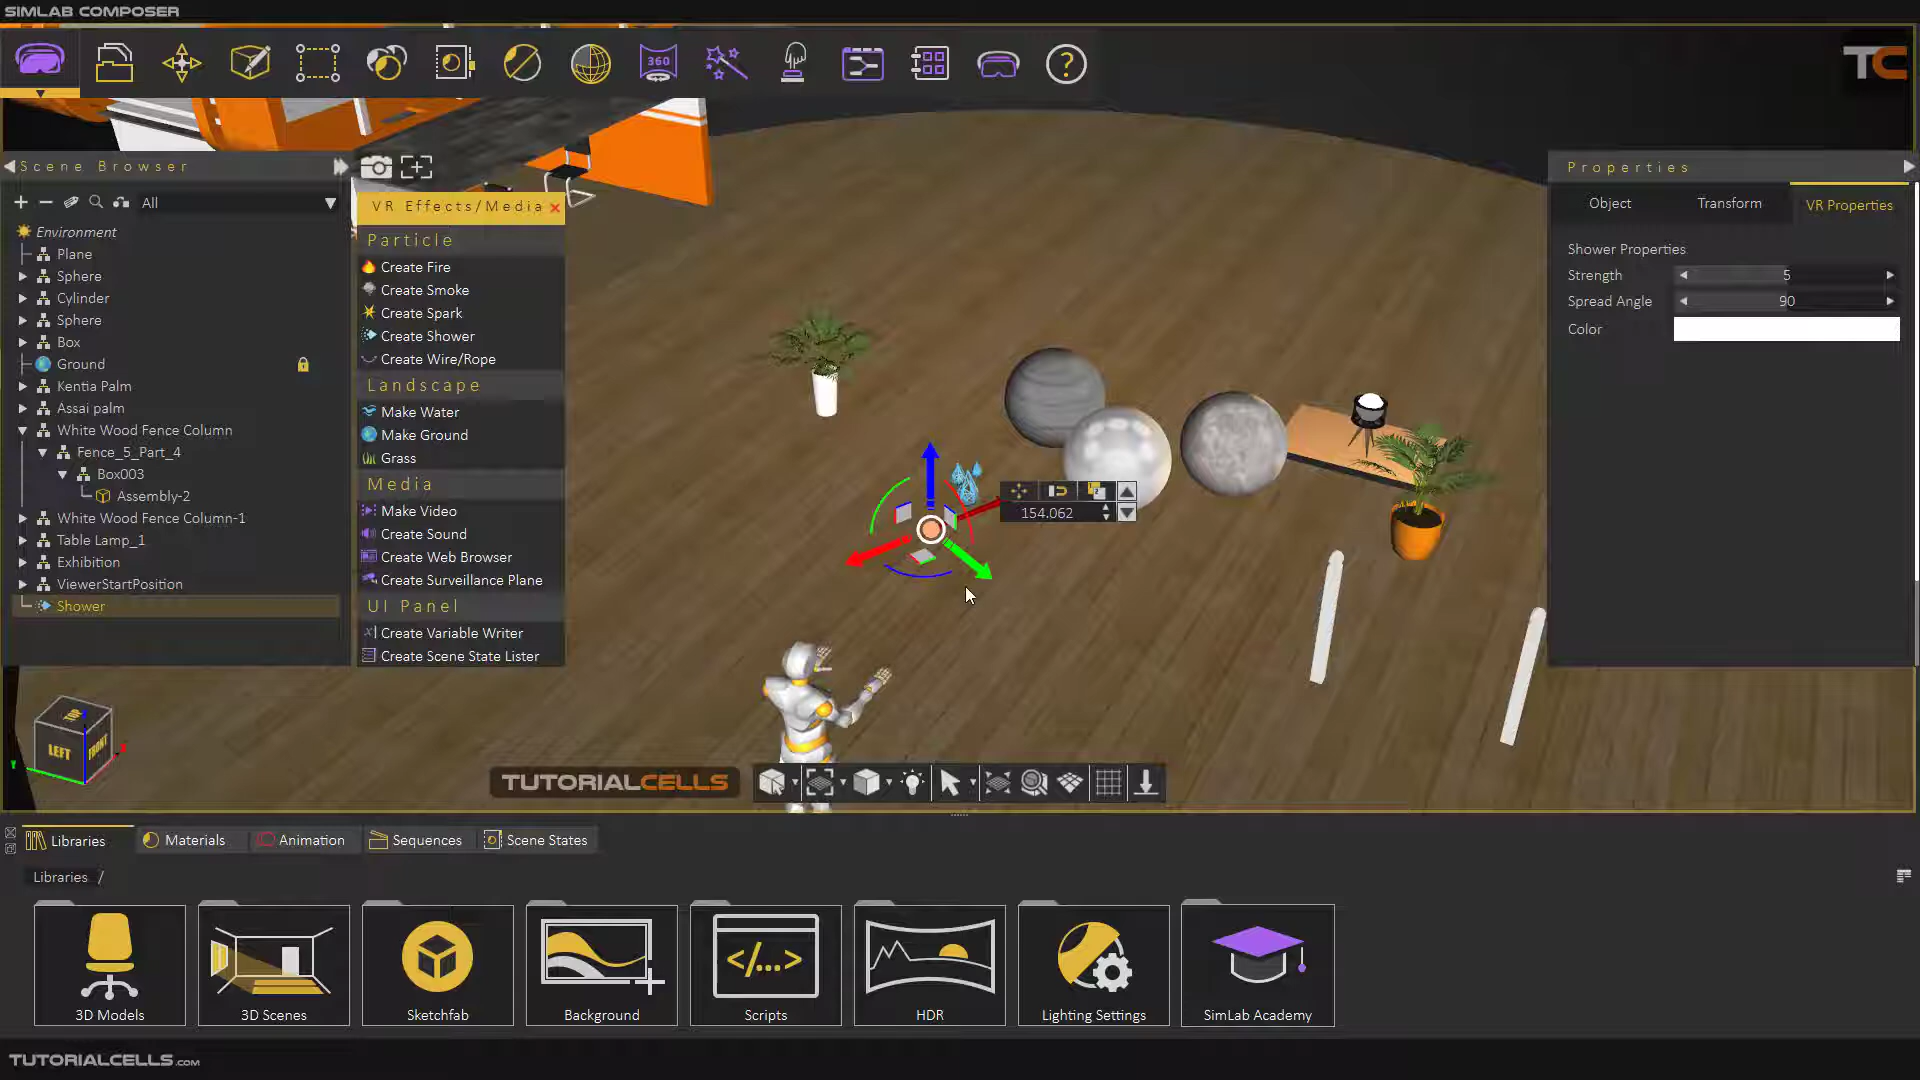 SIMLAB COMPOSER
360
?
TC
Scene Browser
All
Environment
Plane
Sphere
Cylinder
Sphere
Box
Ground
Kentia Palm
Assai palm
White Wood Fence Column
Fence_5_Part_4
Box003
Assembly-2
White Wood Fence Column-1
Table Lamp_1
Exhibition
ViewerStartPosition
Shower
VR Effects/Media
Particle
Create Fire
Create Smoke
Create Spark
Create Shower
Create Wire/Rope
Landscape
Make Water
Make Ground
Grass
Media
Make Video
Create Sound
Create Web Browser
Create Surveillance Plane
UI Panel
Create Variable Writer
Create Scene State Lister
154.062
Properties
Object
Transform
VR Properties
Shower Properties
Strength
5
Spread Angle
90
Color
TOP
LEFT
FRONT
TUTORIALCELLS
Libraries
Materials
Animation
Sequences
Scene States
Libraries /
3D Models
3D Scenes
Sketchfab
Background
</...>
Scripts
HDR
Lighting Settings
SimLab Academy
TUTORIALCELLS.COM